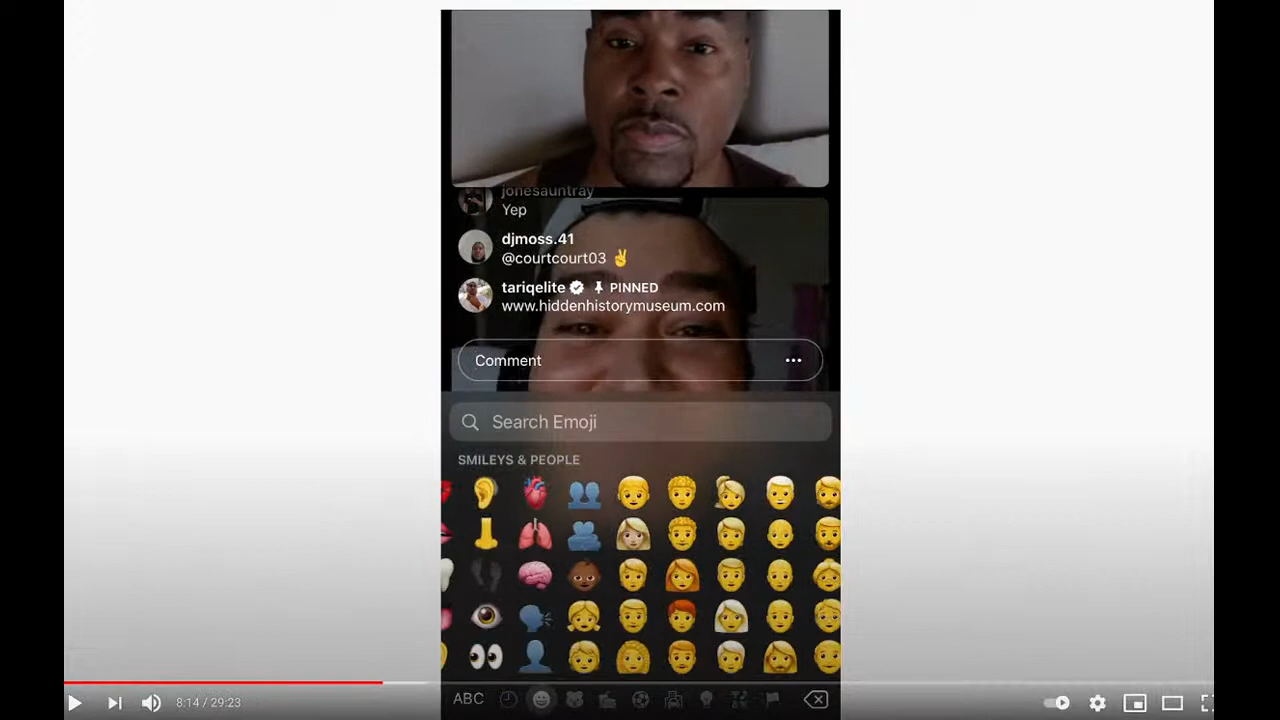 jonesauntray
Yep
djmoss.41
@courtcourt03 ✌️
tariqelite PINNED
www.hiddenhistorymuseum.com
Comment
Search Emoji
SMILEYS & PEOPLE
ABC
8:14 / 29:23